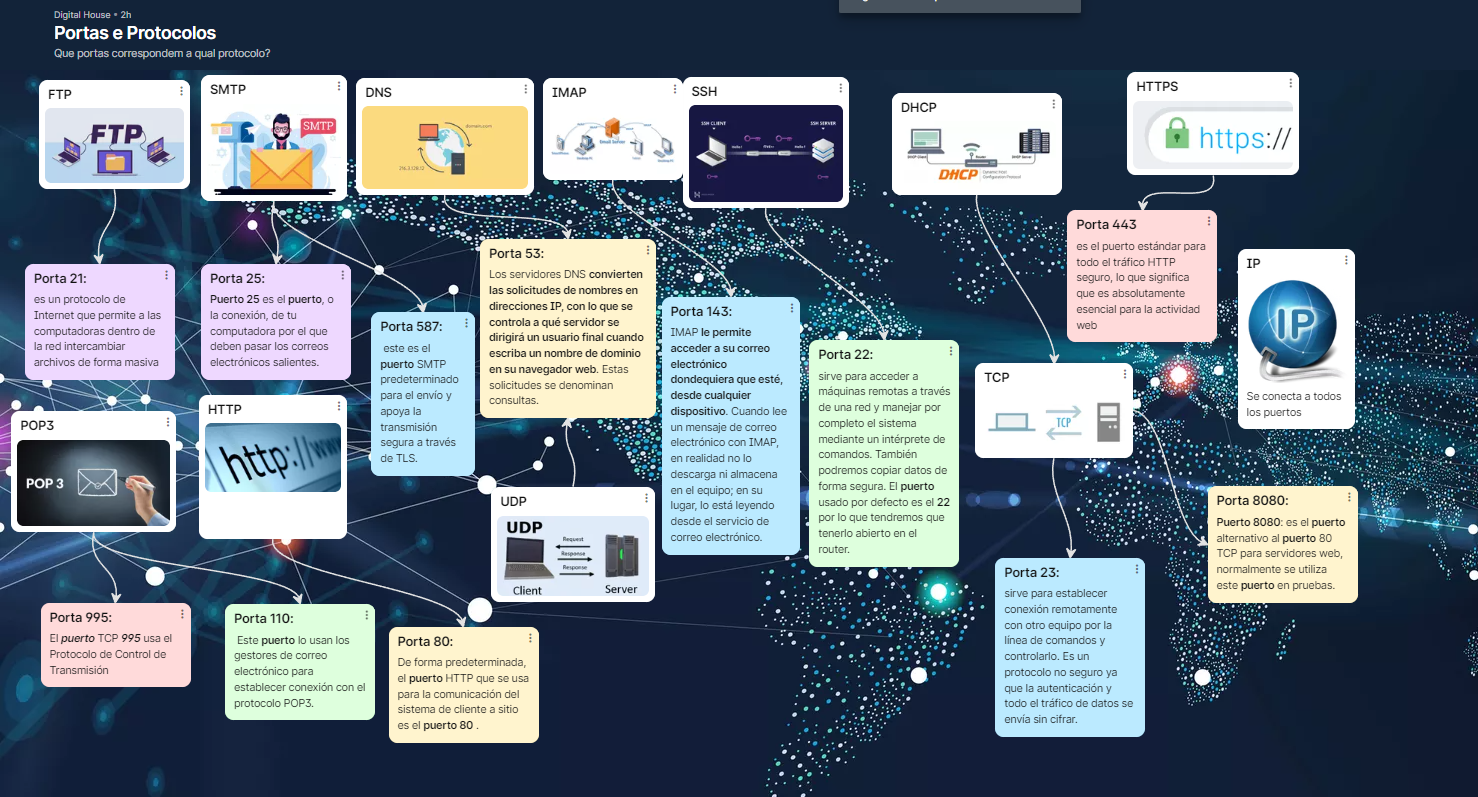 Digital House • 2h
Portas e Protocolos
Que portas correspondem a qual protocolo?
FTP
FTP
SMTP
SMTP
DNS
domain.com
IMAP
Email Server
SSH
SSH CLIENT
SSH SERVER
DHCP
DHCP Client
Router
DHCP Server
DHCP
Dynamic Host
Configuration Protocol
HTTPS
https://
Porta 443
es el puerto estándar para
todo el tráfico HTTP
seguro, lo que significa
que es absolutamente
esencial para la actividad
web
IP
IP
Se conecta a todos
los puertos
Porta 21:
es un protocolo de
Internet que permite a las
computadoras dentro de
la red intercambiar
archivos de forma masiva
Porta 25:
Puerto 25 es el puerto, o
la conexión, de tu
computadora por el que
deben pasar los correos
electrónicos salientes.
Porta 587:
este es el
puerto SMTP
predeterminado
para el envío y
apoya la
transmisión
segura a través
de TLS.
Porta 53:
Los servidores DNS convierten
las solicitudes de nombres en
direcciones IP, con lo que se
controla a qué servidor se
dirigirá un usuario final cuando
escriba un nombre de dominio
en su navegador web. Estas
solicitudes se denominan
consultas.
Porta 143:
IMAP le permite
acceder a su correo
electrónico
dondequiera que esté,
desde cualquier
dispositivo. Cuando lee
un mensaje de correo
electrónico con IMAP,
en realidad no lo
descarga ni almacena
en el equipo; en su
lugar, lo está leyendo
desde el servicio de
correo electrónico.
Porta 22:
sirve para acceder a
máquinas remotas a través
de una red y manejar por
completo el sistema
mediante un intérprete de
comandos. También
podremos copiar datos de
forma segura. El puerto
usado por defecto es el 22
por lo que tendremos que
tenerlo abierto en el
router.
TCP
TCP
POP3
POP 3
HTTP
http://www
UDP
UDP
Request
Response
Response
Client
Server
Porta 8080:
Puerto 8080: es el puerto
alternativo al puerto 80
TCP para servidores web,
normalmente se utiliza
este puerto en pruebas.
Porta 23:
sirve para establecer
conexión remotamente
con otro equipo por la
línea de comandos y
controlarlo. Es un
protocolo no seguro ya
que la autenticación y
todo el tráfico de datos se
envía sin cifrar.
Porta 995:
El puerto TCP 995 usa el
Protocolo de Control de
Transmisión
Porta 110:
Este puerto lo usan los
gestores de correo
electrónico para
establecer conexión con el
protocolo POP3.
Porta 80:
De forma predeterminada,
el puerto HTTP que se usa
para la comunicación del
sistema de cliente a sitio
es el puerto 80 .